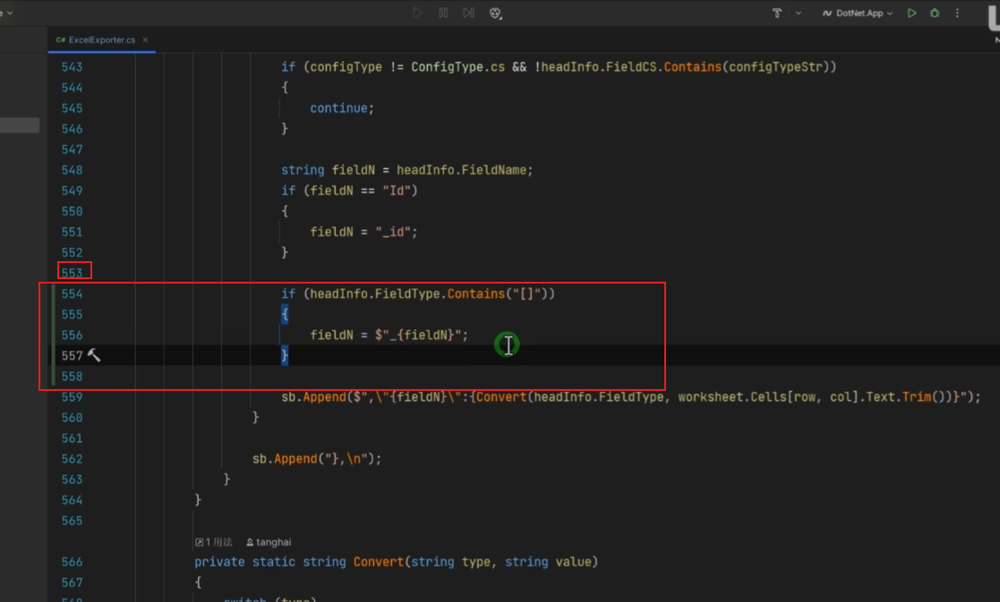 DotNet.App
C# ExcelExporter.cs ×
543 if (configType != ConfigType.cs && !headInfo.FieldCS.Contains(configTypeStr))
544 {
545 continue;
546 }
547
548 string fieldN = headInfo.FieldName;
549 if (fieldN == "Id")
550 {
551 fieldN = "_id";
552 }
553
554 if (headInfo.FieldType.Contains("[]"))
555 {
556 fieldN = $"_{fieldN}";
557 }
558
559 sb.Append($",\"{fieldN}\":{Convert(headInfo.FieldType, worksheet.Cells[row, col].Text.Trim())}");
560 }
561
562 sb.Append("},\n");
563 }
564 }
565
1 用法 tanghai
566 private static string Convert(string type, string value)
567 {
568 switch (type)